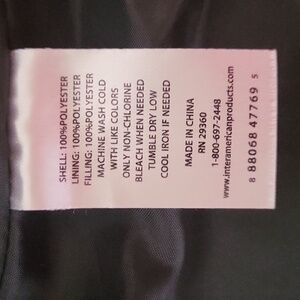 SHELL: 100%POLYESTER
LINING: 100%POLYESTER
FILLING: 100%POLYESTER
MACHINE WASH COLD
WITH LIKE COLORS
ONLY NON-CHLORINE
BLEACH WHEN NEEDED
TUMBLE DRY LOW
COOL IRON IF NEEDED
MADE IN CHINA
RN 29360
1-800-697-2448
www.interamericanproducts.com
8 88068 47769 5